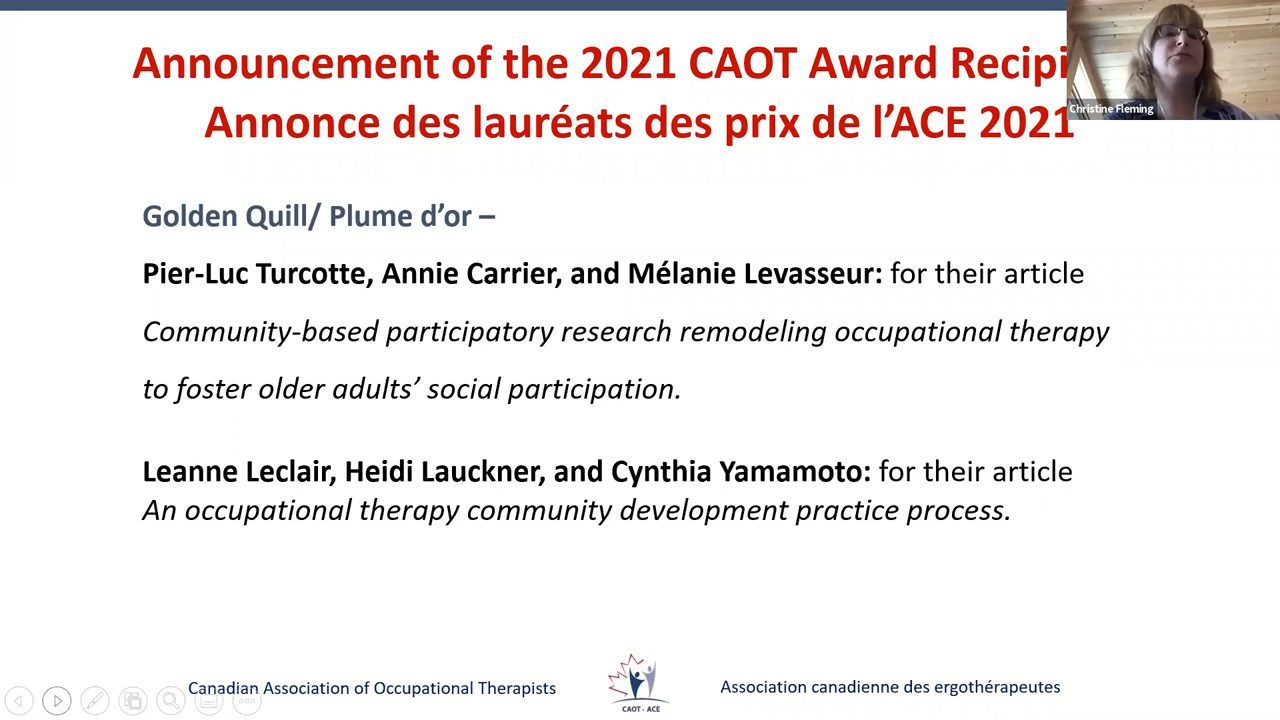 Announcement of the 2021 CAOT Award Recipi
Annonce des lauréats des prix de l’ACE 2021
Christine Fleming
Golden Quill/ Plume d’or –
Pier-Luc Turcotte, Annie Carrier, and Mélanie Levasseur: for their article
Community-based participatory research remodeling occupational therapy
to foster older adults’ social participation.
Leanne Leclair, Heidi Lauckner, and Cynthia Yamamoto: for their article
An occupational therapy community development practice process.
Canadian Association of Occupational Therapists
CAOT - ACE
Association canadienne des ergothérapeutes